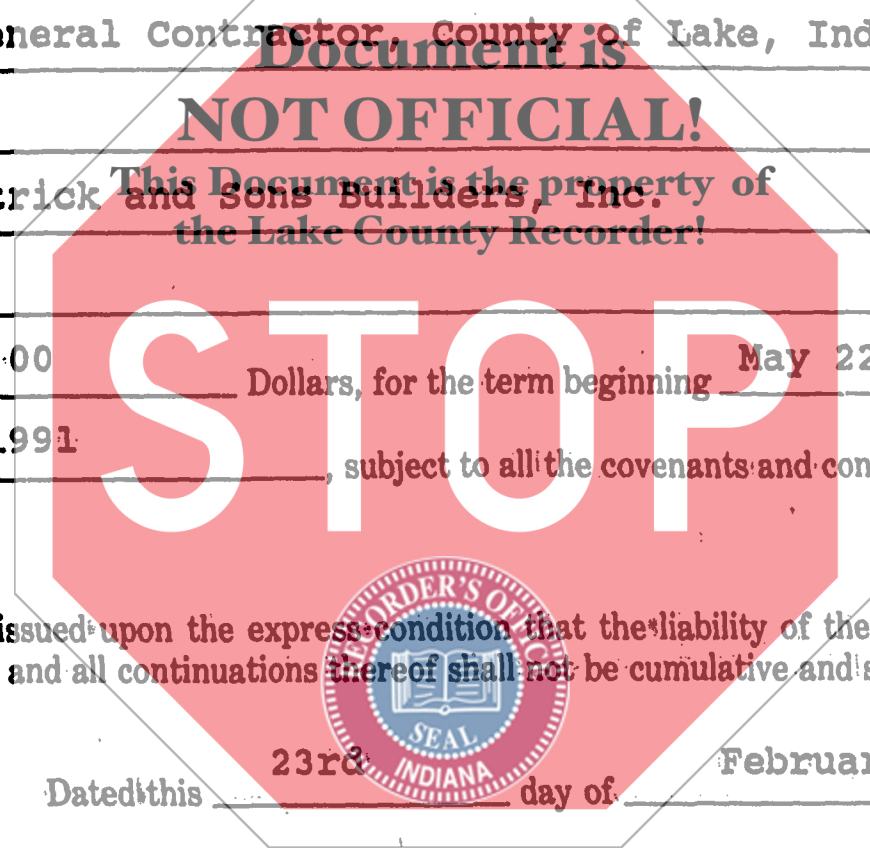 neral Contractor, County of Lake, Ind
Document is
NOT OFFICIAL!
This Document is the property of
rick and Sons Builders, Inc.
the Lake County Recorder!
00 May 22
Dollars, for the term beginning
STOP
1991
, subject to all the covenants and con
RECORDER'S OFFICE
issued upon the express condition that the liability of the
and all continuations thereof shall not be cumulative and s
SEAL
INDIANA
23rd Februar
Dated this day of